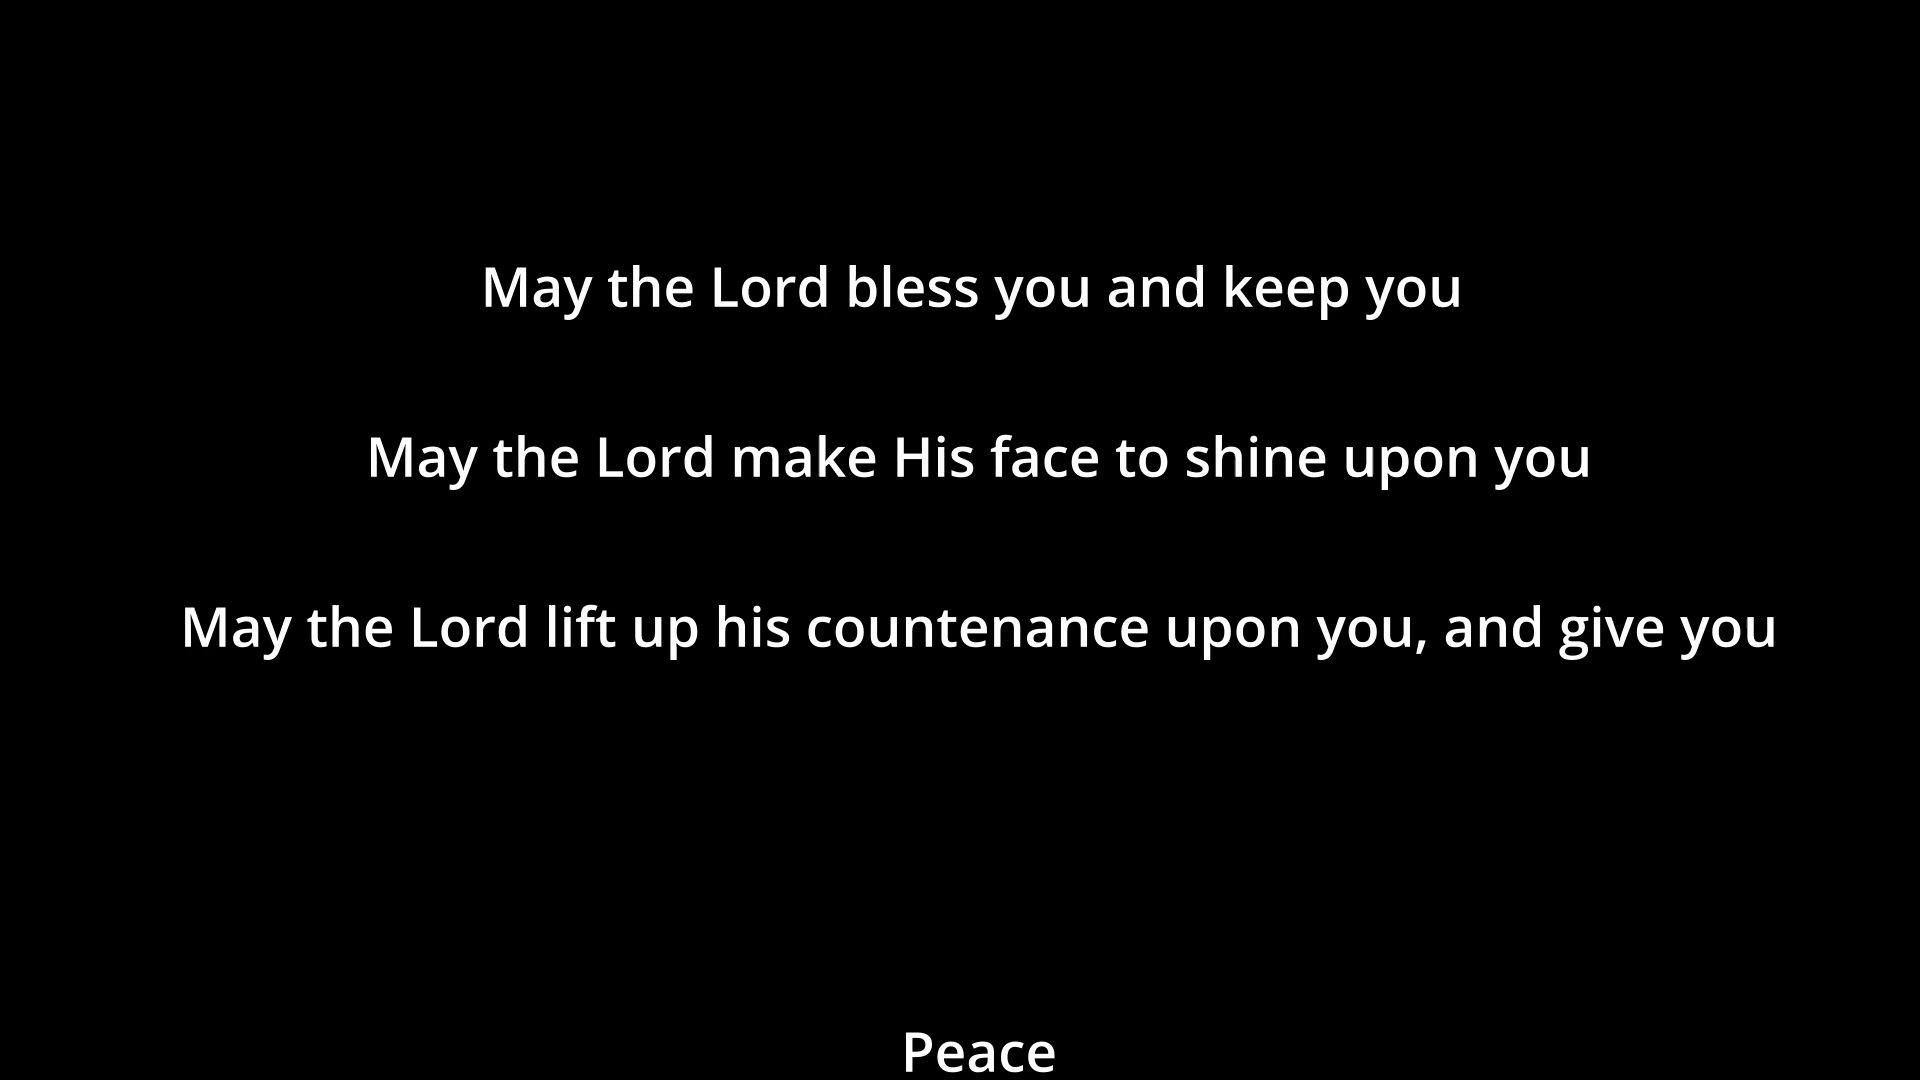 May the Lord bless you and keep you
May the Lord make His face to shine upon you
May the Lord lift up his countenance upon you, and give you
Peace